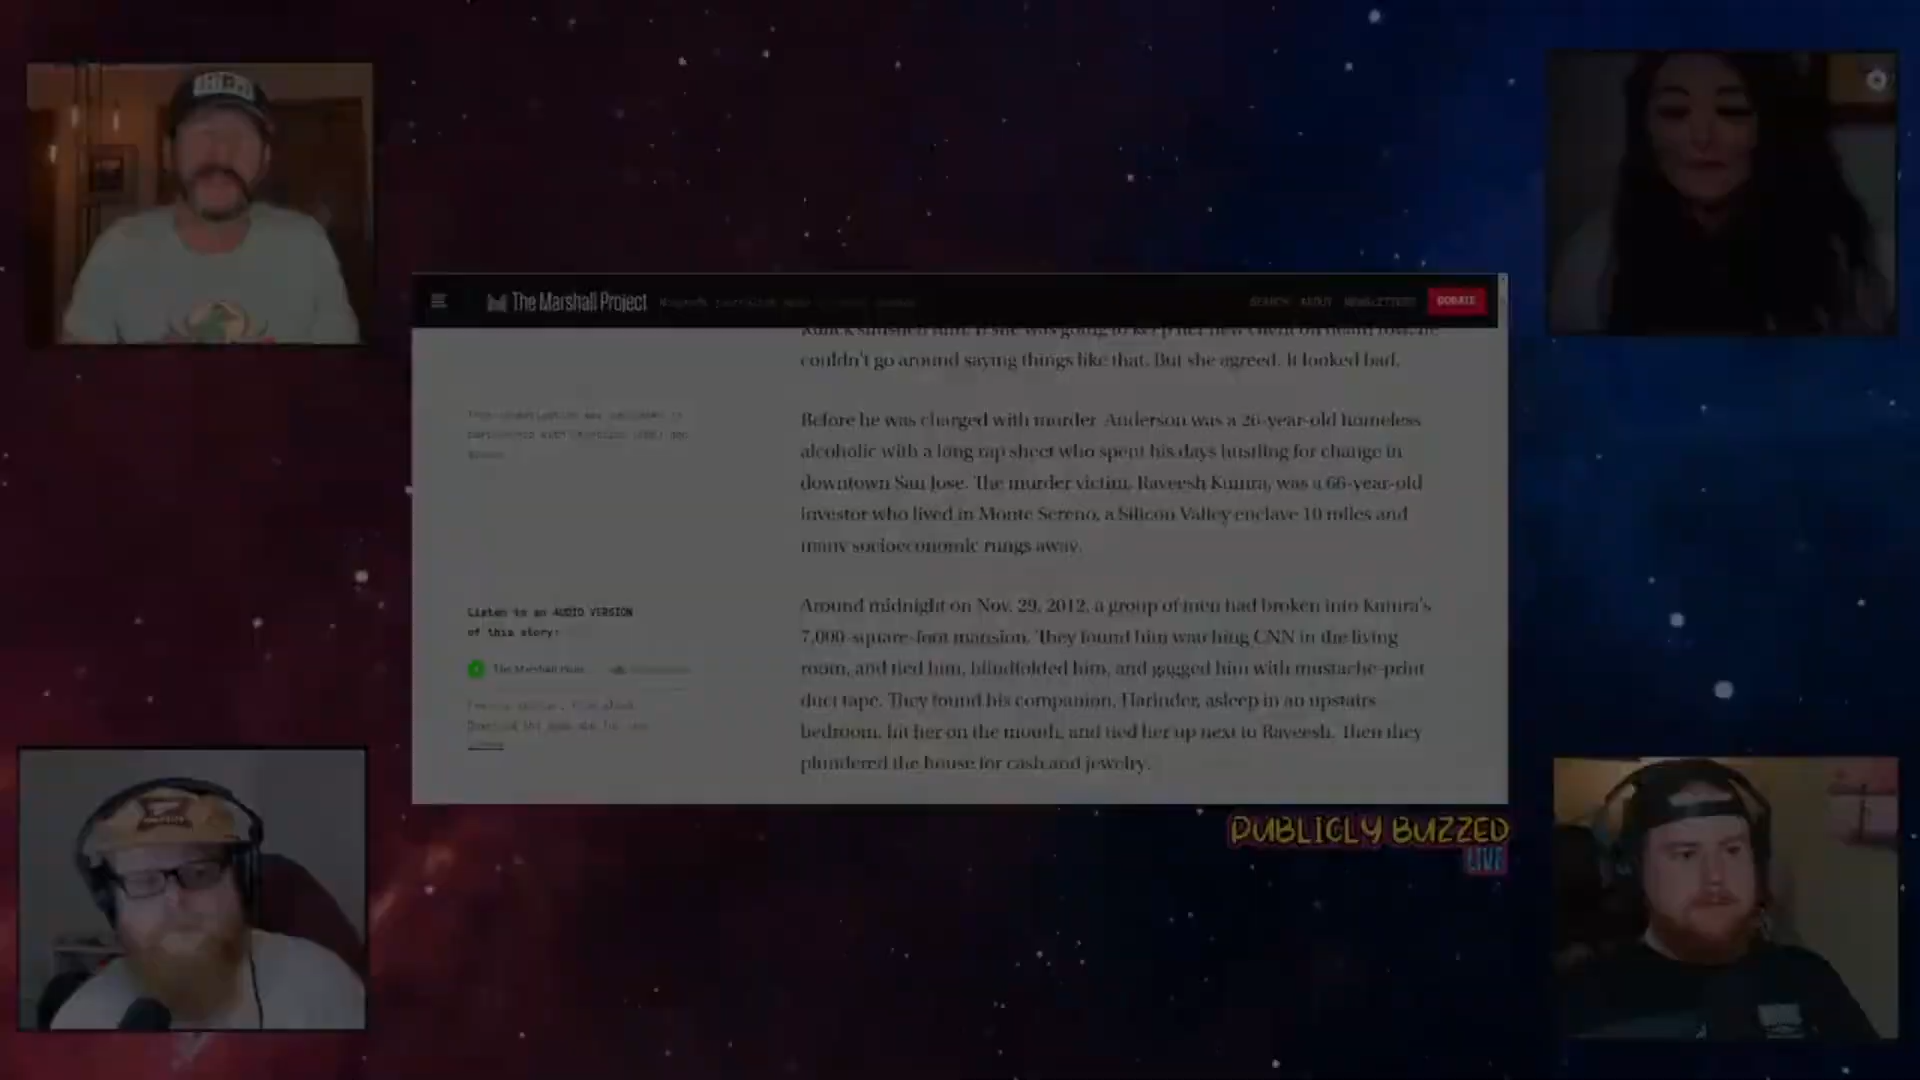 The Marshall Project
SEARCH ABOUT NEWSLETTERS DONATE
couldn't go around saying things like that. But she agreed. It looked bad.
Before he was charged with murder, Anderson was a 26-year-old homeless
alcoholic with a long rap sheet who spent his days hustling for change in
downtown San Jose. The murder victim, Raveesh Kumra, was a 66-year-old
investor who lived in Monte Sereno, a Silicon Valley enclave 10 miles and
many socioeconomic rungs away.
Around midnight on Nov. 29, 2012, a group of men had broken into Kumra's
7,000-square-foot mansion. They found him watching CNN in the living
room, and tied him, blindfolded him, and gagged him with mustache-print
duct tape. They found his companion, Harinder, asleep in an upstairs
bedroom, hit her on the mouth, and tied her up next to Raveesh. Then they
plundered the house for cash and jewelry.
Listen to an AUDIO VERSION
of this story:
PUBLICLY BUZZED
LIVE